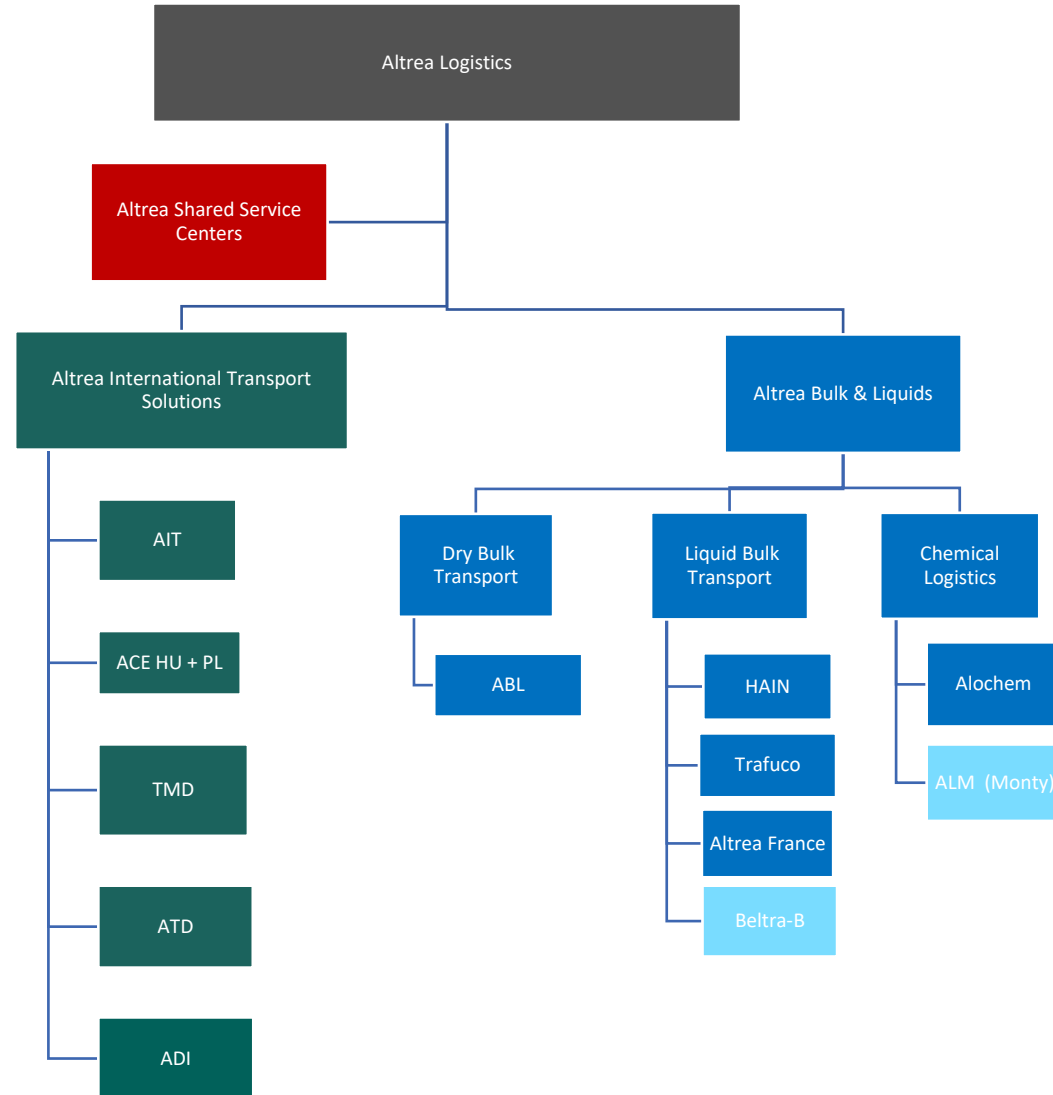 Altrea Logistics
Altrea Shared Service
Centers
Altrea International Transport
Solutions
AIT
ACE HU + PL
TMD
ATD
ADI
Altrea Bulk & Liquids
Dry Bulk
Transport
ABL
Liquid Bulk
Transport
HAIN
Trafuco
Altrea France
Beltra-B
Chemical
Logistics
Alochem
ALM (Monty)